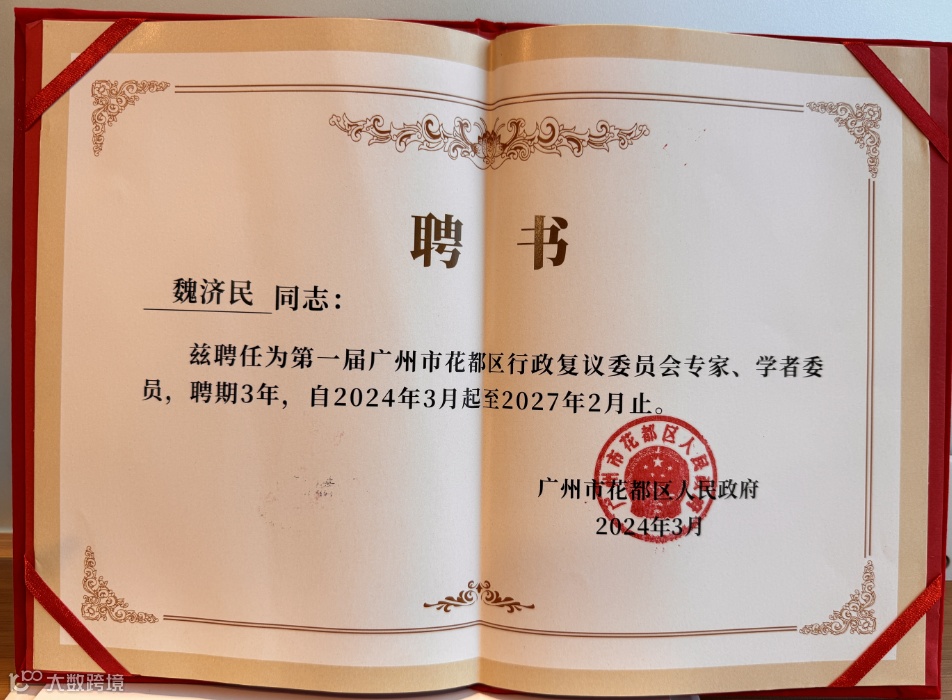 聘 书
魏济民 同志：
兹聘任为第一届广州市花都区行政复议委员会专家、学者委
员，聘期3年，自2024年3月起至2027年2月止。
广州市花都区人民政府
广州市花都区人民政府
2024年3月
大数跨境